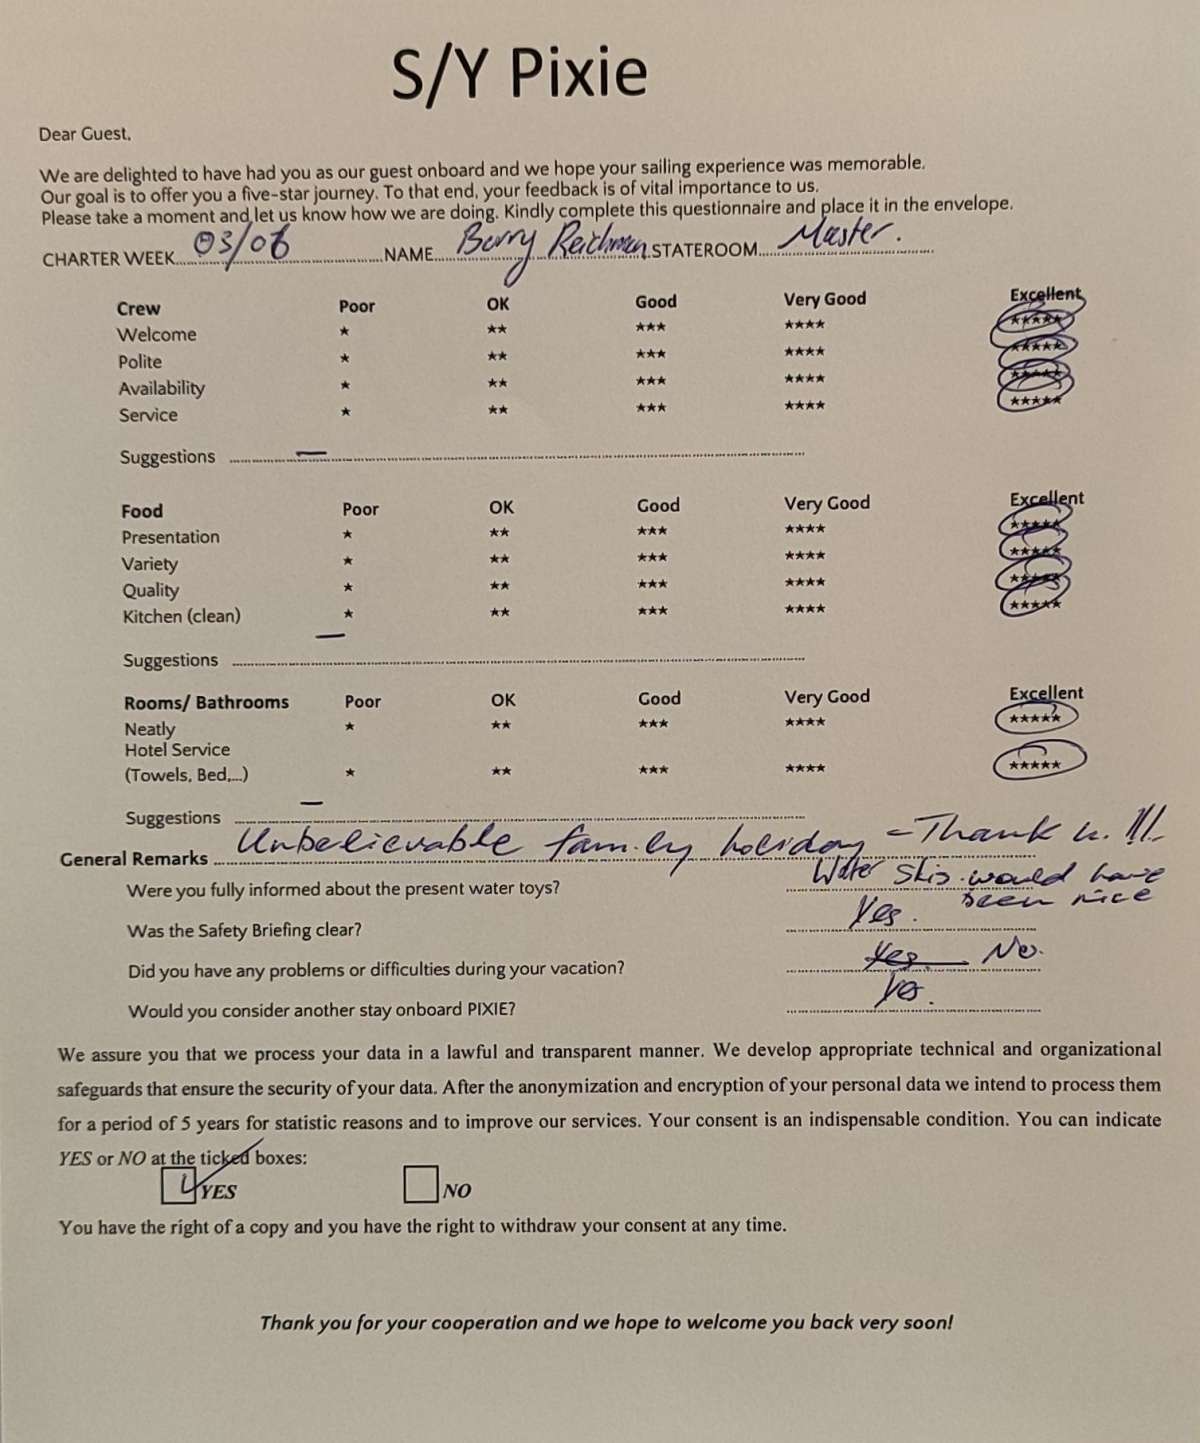 S/Y Pixie
Dear Guest,
We are delighted to have had you as our guest onboard and we hope your sailing experience was memorable.
Our goal is to offer you a five-star journey. To that end, your feedback is of vital importance to us.
Please take a moment and let us know how we are doing. Kindly complete this questionnaire and place it in the envelope.
CHARTER WEEK 03/06 NAME Berry Reichman STATEROOM Master.
Crew Poor OK Good Very Good Excellent
Welcome ★ ★★ ★★★ ★★★★ ★★★★★
Polite ★ ★★ ★★★ ★★★★ ★★★★★
Availability ★ ★★ ★★★ ★★★★ ★★★★★
Service ★ ★★ ★★★ ★★★★ ★★★★★
Suggestions —
Food Poor OK Good Very Good Excellent
Presentation ★ ★★ ★★★ ★★★★ ★★★★★
Variety ★ ★★ ★★★ ★★★★ ★★★★★
Quality ★ ★★ ★★★ ★★★★ ★★★★★
Kitchen (clean) ★ ★★ ★★★ ★★★★ ★★★★★
Suggestions —
Rooms/ Bathrooms Poor OK Good Very Good Excellent
Neatly ★ ★★ ★★★ ★★★★ ★★★★★
Hotel Service
(Towels, Bed,...) ★ ★★ ★★★ ★★★★ ★★★★★
Suggestions —
General Remarks Unbelievable family holiday - Thank u. !!!
Were you fully informed about the present water toys? Water skis would have
been nice
Was the Safety Briefing clear? Yes.
Did you have any problems or difficulties during your vacation? Yes. No.
Would you consider another stay onboard PIXIE? Yes.
We assure you that we process your data in a lawful and transparent manner. We develop appropriate technical and organizational
safeguards that ensure the security of your data. After the anonymization and encryption of your personal data we intend to process them
for a period of 5 years for statistic reasons and to improve our services. Your consent is an indispensable condition. You can indicate
YES or NO at the ticked boxes:
YES NO
You have the right of a copy and you have the right to withdraw your consent at any time.
Thank you for your cooperation and we hope to welcome you back very soon!